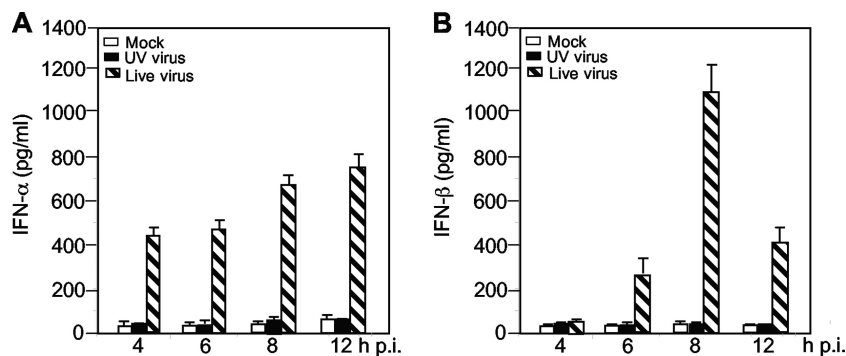 A
1400
1200
1000
800
600
400
200
0
IFN-α (pg/ml)
Mock
UV virus
Live virus
4 6 8 12 h p.i.
B
1400
1200
1000
800
600
400
200
0
IFN-β (pg/ml)
Mock
UV virus
Live virus
4 6 8 12 h p.i.